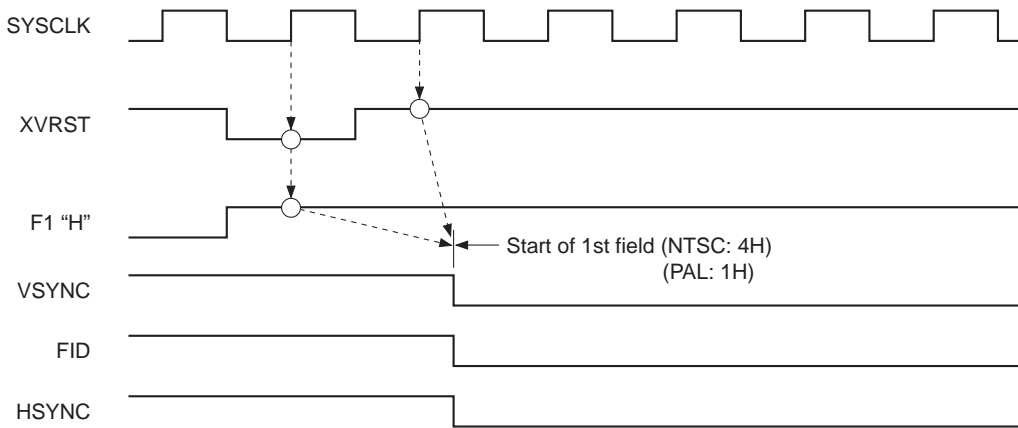 SYSCLK
XVRST
F1 “H”
Start of 1st field (NTSC: 4H)
(PAL: 1H)
VSYNC
FID
HSYNC